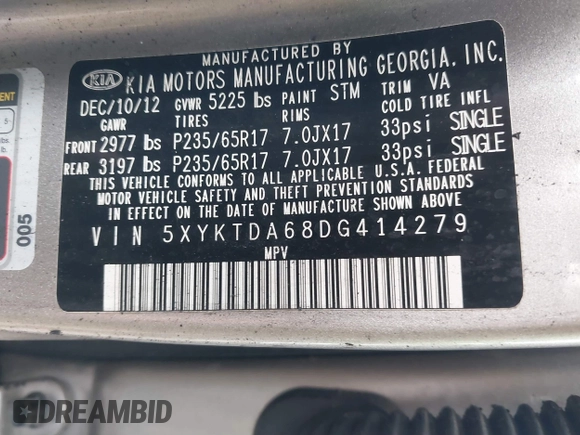 MANUFACTURED BY
KIA KIA MOTORS MANUFACTURING GEORGIA, INC.
DEC/10/12 GVWR 5225 lbs PAINT STM TRIM VA
GAWR TIRES RIMS COLD TIRE INFL
FRONT 2977 lbs P235/65R17 7.0JX17 33psi SINGLE
REAR 3197 lbs P235/65R17 7.0JX17 33psi SINGLE
THIS VEHICLE CONFORMS TO ALL APPLICABLE U.S.A. FEDERAL
MOTOR VEHICLE SAFETY AND THEFT PREVENTION STANDARDS
IN EFFECT ON THE DATE OF MANUFACTURE SHOWN ABOVE
VIN 5XYKTDA68DG414279
MPV
5
005
DREAMBID